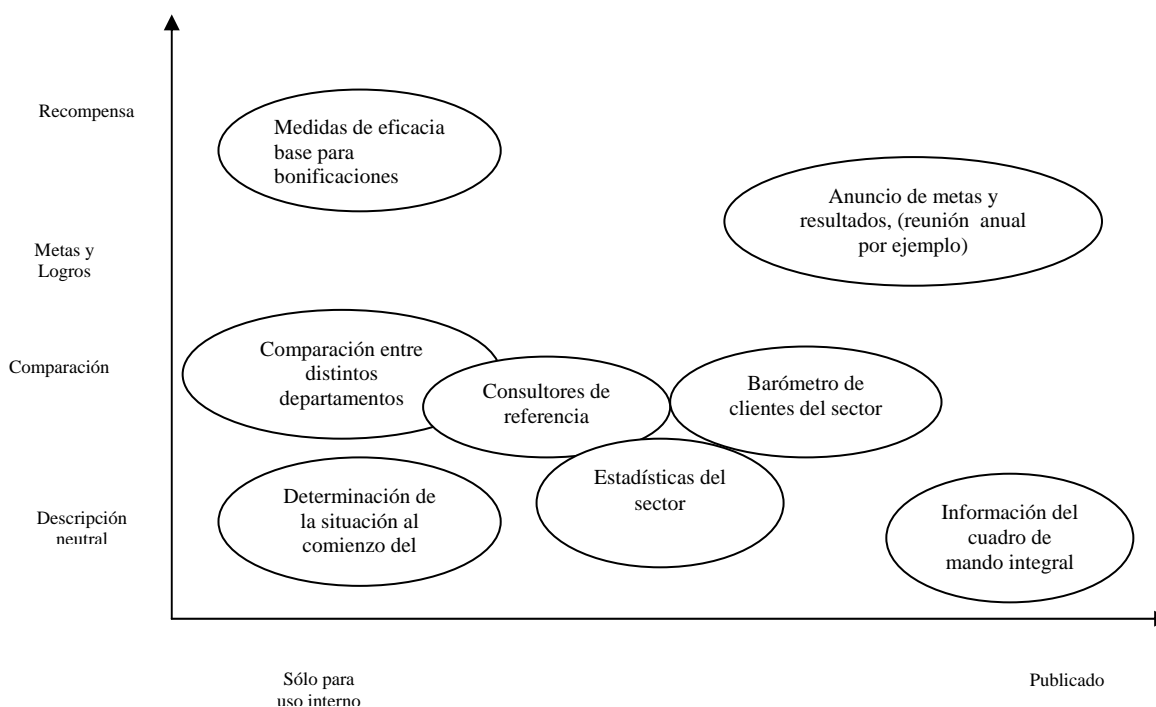 Recompensa
Medidas de eficacia
base para
bonificaciones
Anuncio de metas y
resultados, (reunión anual
por ejemplo)
Metas y
Logros
Comparación
Comparación entre
distintos
departamentos
Consultores de
referencia
Barómetro de
clientes del sector
Descripción
neutral
Determinación de
la situación al
comienzo del
Estadísticas del
sector
Información del
cuadro de
mando integral
Sólo para
uso interno
Publicado